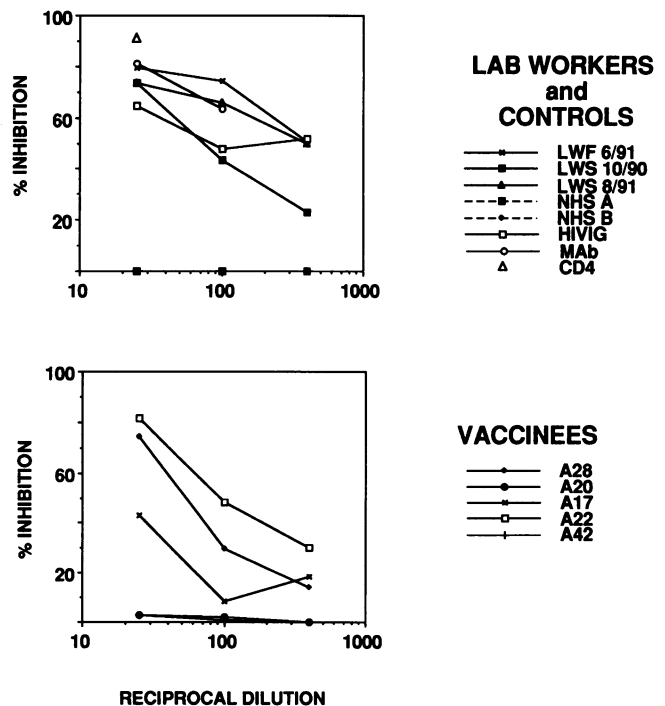 100
60
20
% INHIBITION
10
100
1000
LAB WORKERS
and
CONTROLS
LWF 6/91
LWS 10/90
LWS 8/91
NHS A
NHS B
HIVIG
MAb
CD4
100
60
20
% INHIBITION
10
100
1000
VACCINEES
A28
A20
A17
A22
A42
RECIPROCAL DILUTION